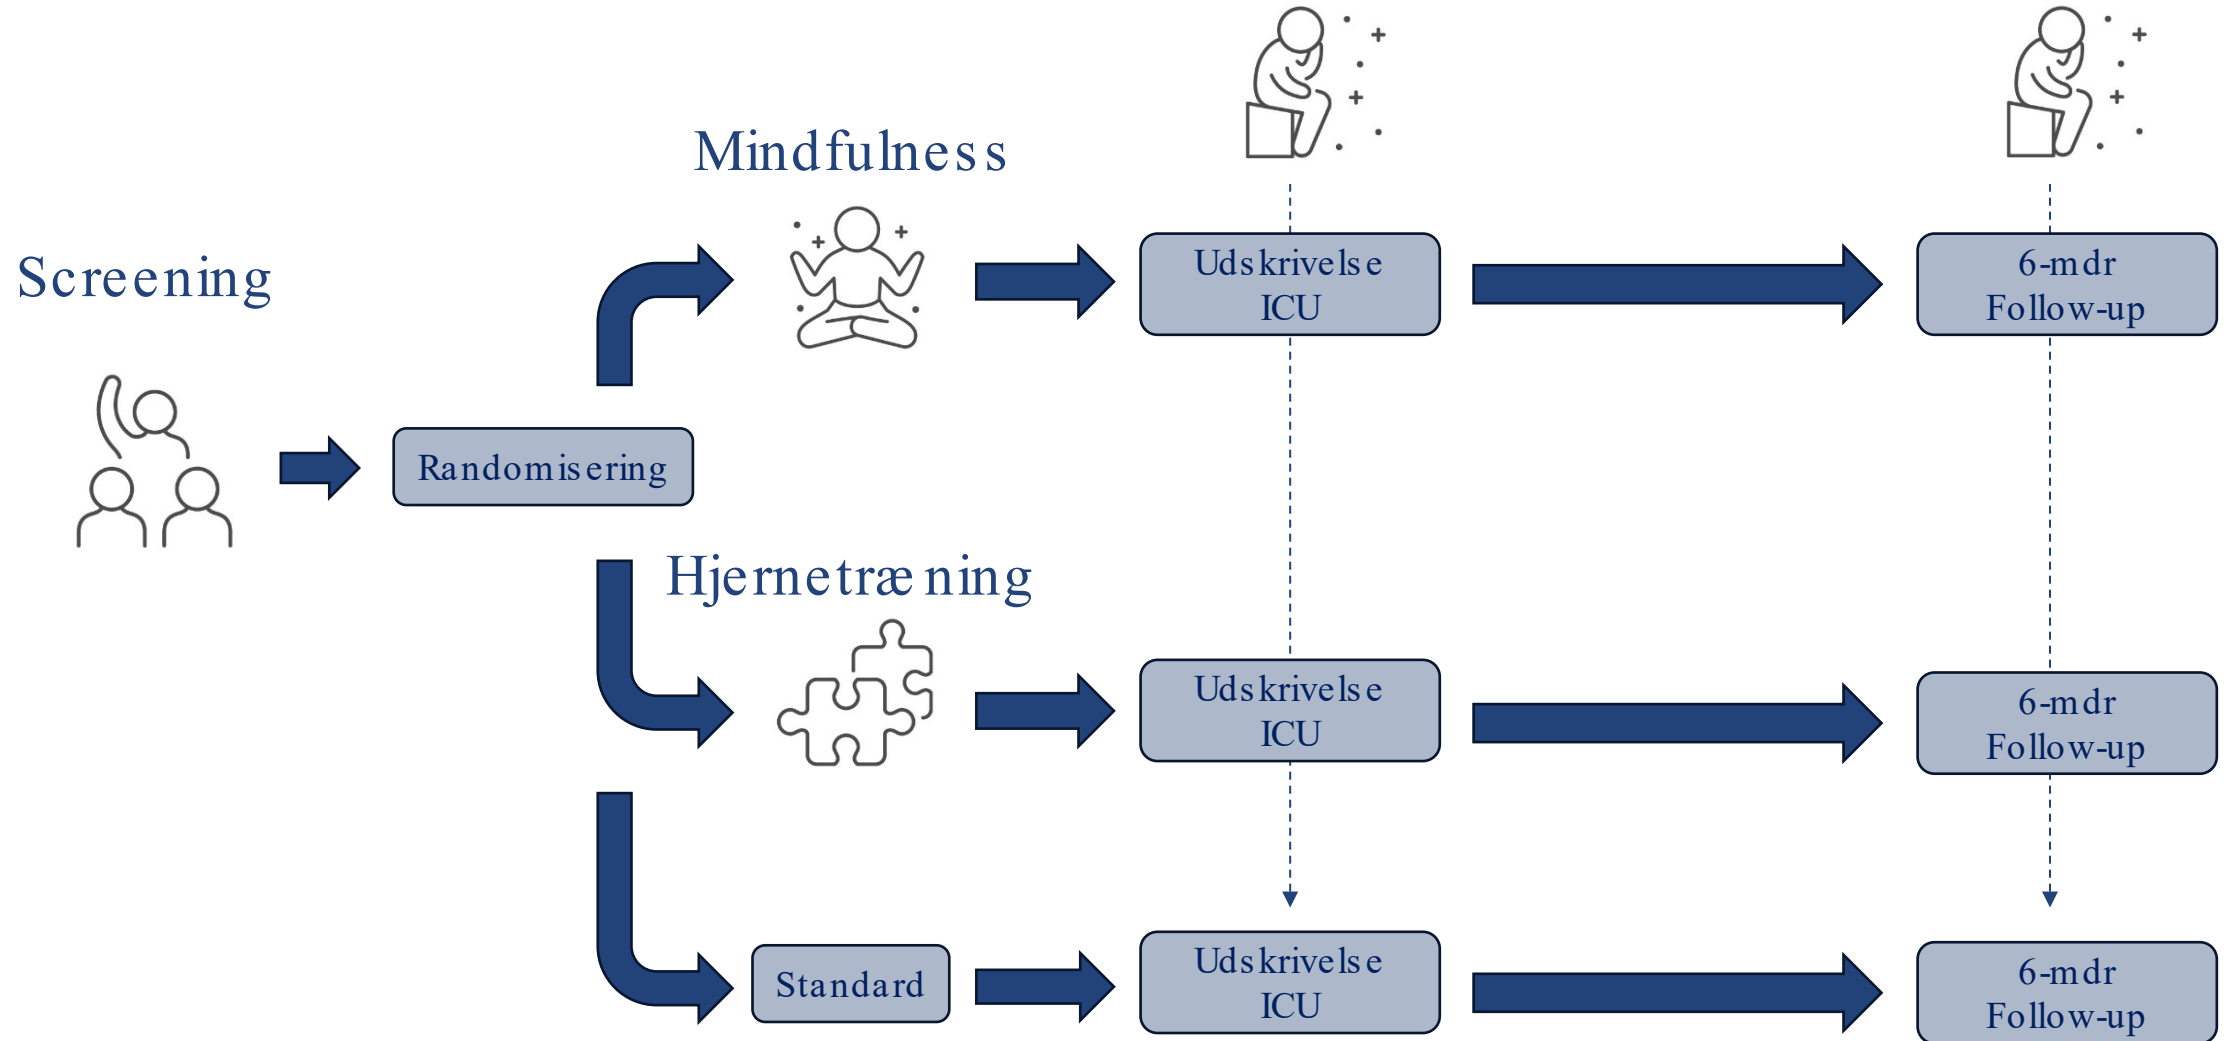 Mindfulness
Screening
Udskrivelse
ICU
6-mdr
Follow-up
Randomisering
Hjernetræning
Udskrivelse
ICU
6-mdr
Follow-up
Standard
Udskrivelse
ICU
6-mdr
Follow-up